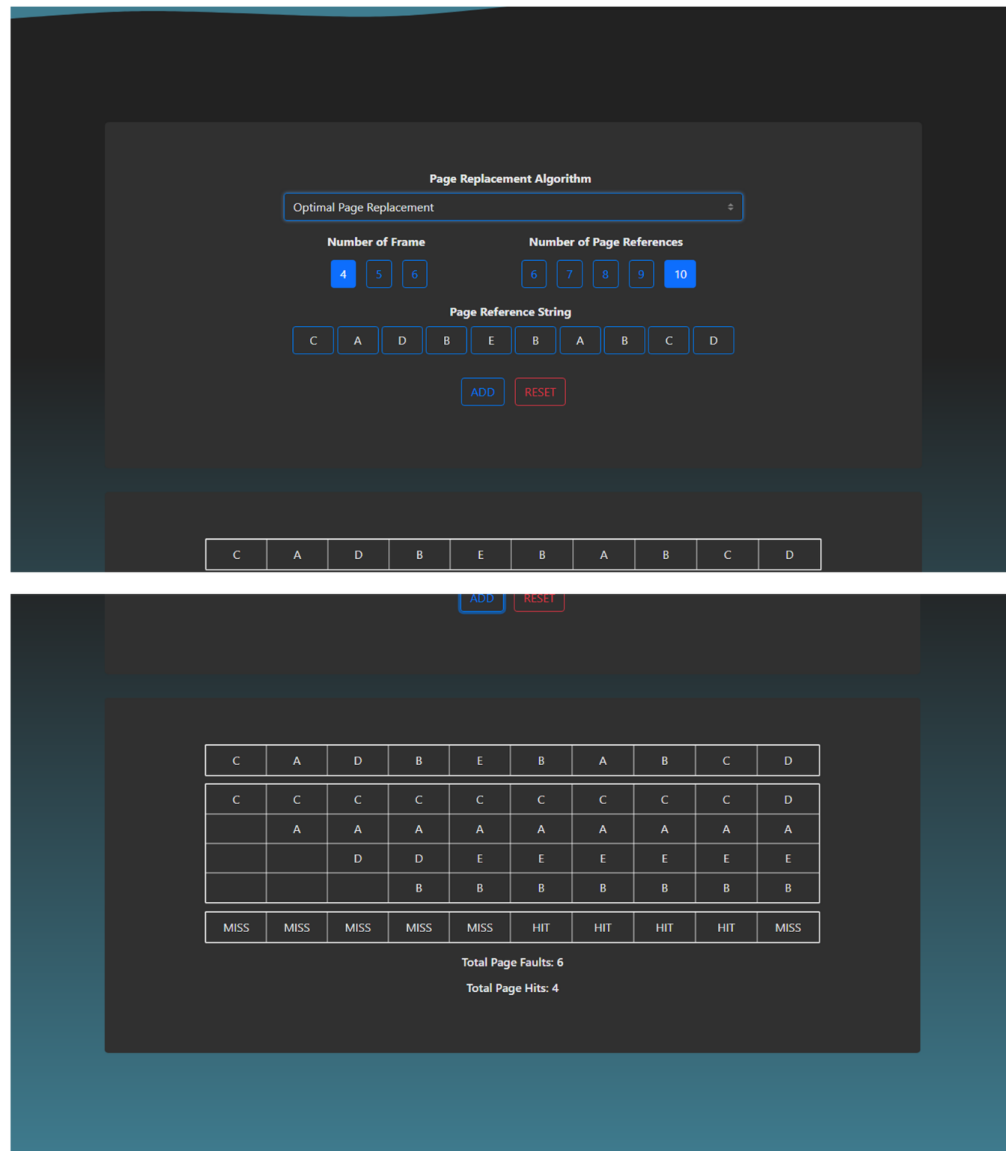 Page Replacement Algorithm
Optimal Page Replacement
Number of Frame Number of Page References
4 5 6 6 7 8 9 10
Page Reference String
C A D B E B A B C D
ADD RESET
C A D B E B A B C D
ADD RESET
C A D B E B A B C D
C C C C C C C C C D
A A A A A A A A A
D D E E E E E E
B B B B B B B
MISS MISS MISS MISS MISS HIT HIT HIT HIT MISS
Total Page Faults: 6
Total Page Hits: 4